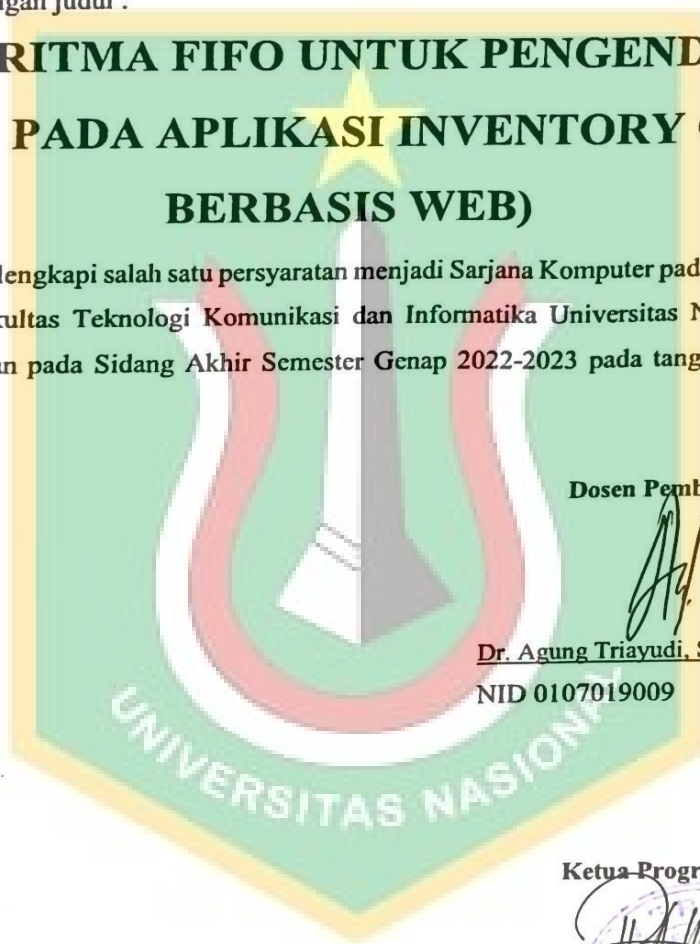 ngan judul :
RITMA FIFO UNTUK PENGEND
PADA APLIKASI INVENTORY
BERBASIS WEB)
lengkapi salah satu persyaratan menjadi Sarjana Komputer pad
kultas Teknologi Komunikasi dan Informatika Universitas N
n pada Sidang Akhir Semester Genap 2022-2023 pada tang
Dosen Pemb
Dr. Agung Triayudi, S
NID 0107019009
UNIVERSITAS NASIONAL
Ketua Progr